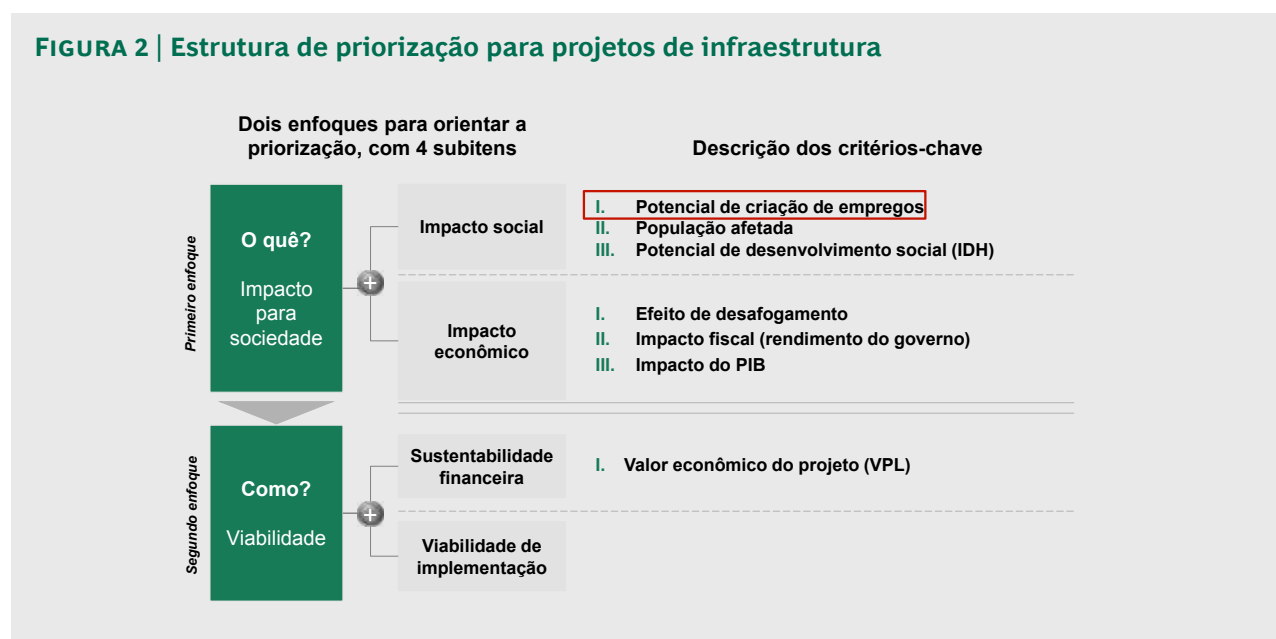 FIGURA 2 | Estrutura de priorização para projetos de infraestrutura
Dois enfoques para orientar a
priorização, com 4 subitens
Descrição dos critérios-chave
Primeiro enfoque
O quê?
Impacto
para
sociedade
+
Impacto social
I. Potencial de criação de empregos
II. População afetada
III. Potencial de desenvolvimento social (IDH)
Impacto
econômico
I. Efeito de desafogamento
II. Impacto fiscal (rendimento do governo)
III. Impacto do PIB
Segundo enfoque
Como?
Viabilidade
+
Sustentabilidade
financeira
I. Valor econômico do projeto (VPL)
Viabilidade de
implementação